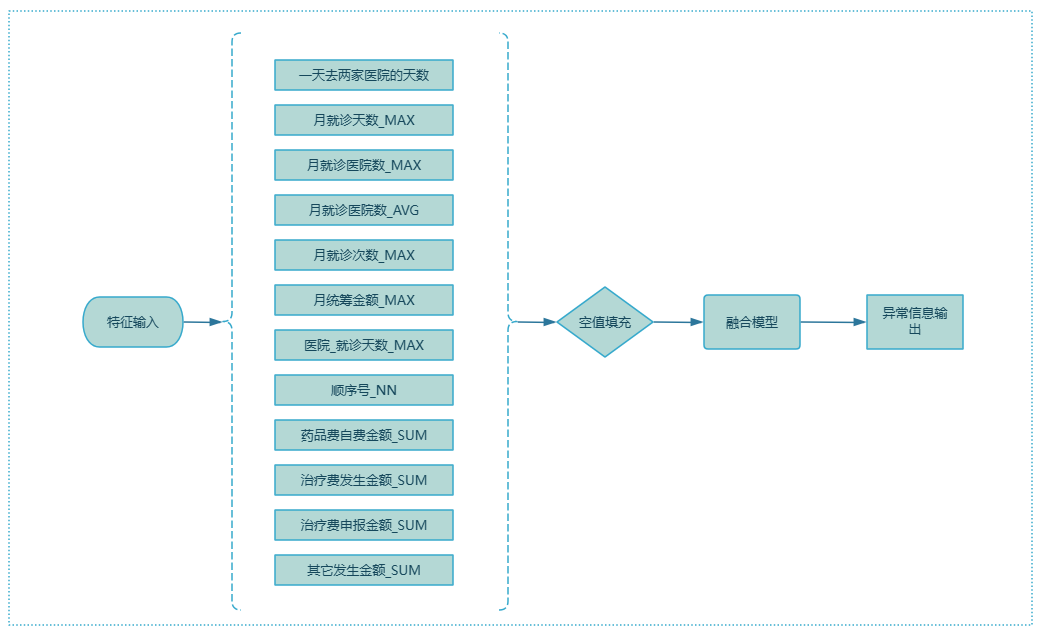 特征输入
一天去两家医院的天数
月就诊天数_MAX
月就诊医院数_MAX
月就诊医院数_AVG
月就诊次数_MAX
月统筹金额_MAX
医院_就诊天数_MAX
顺序号_NN
药品费自费金额_SUM
治疗费发生金额_SUM
治疗费申报金额_SUM
其它发生金额_SUM
空值填充
融合模型
异常信息输
出